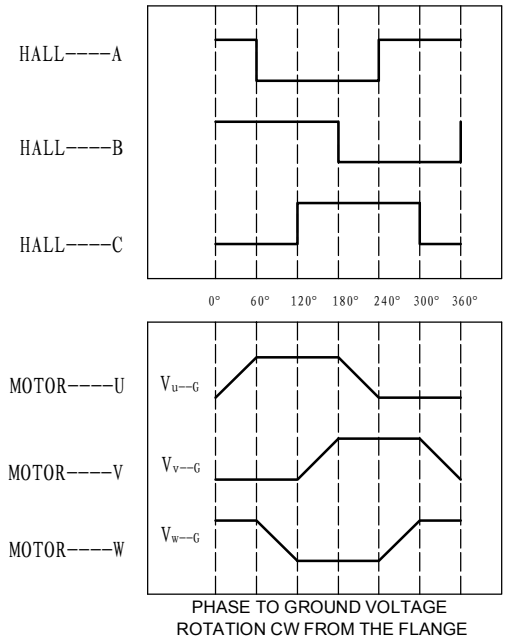 HALL----A
HALL----B
HALL----C
0° 60° 120° 180° 240° 300° 360°
MOTOR----U Vu--G
MOTOR----V Vv--G
MOTOR----W Vw--G
PHASE TO GROUND VOLTAGE
ROTATION CW FROM THE FLANGE